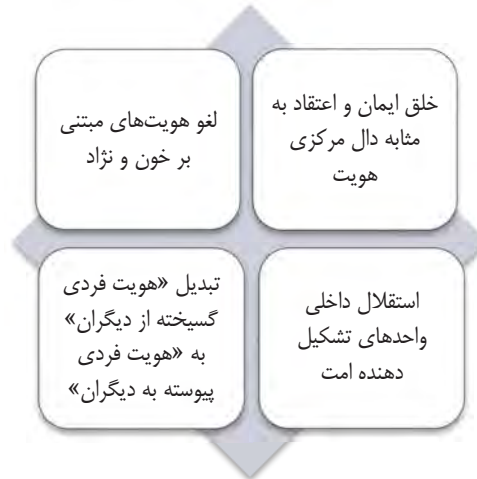 خلق ایمان و اعتقاد به
مثابه دال مرکزی
هویت
لغو هویت‌های مبتنی
بر خون و نژاد
استقلال داخلی
واحدهای تشکیل
دهنده امت
تبدیل «هویت فردی
گسیخته از دیگران»
به «هویت فردی
پیوسته به دیگران»